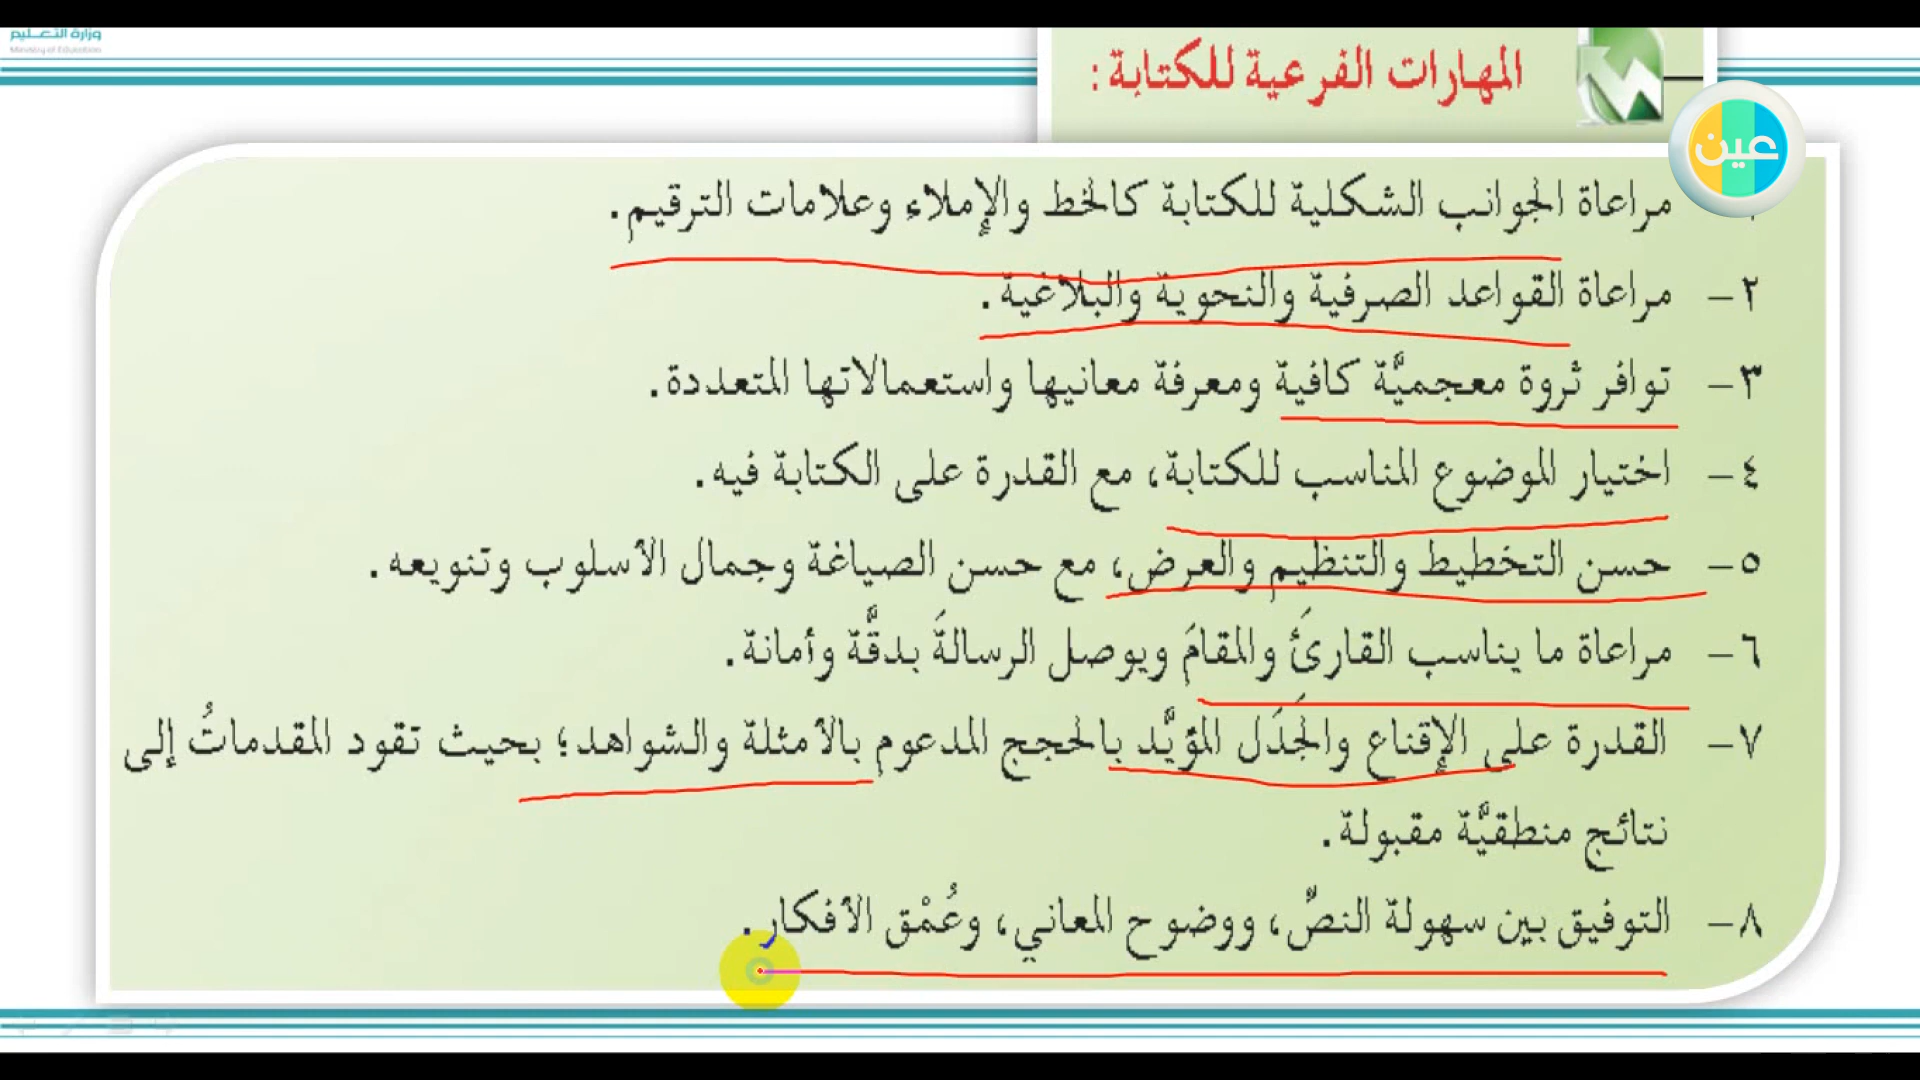 وزارة التعليم
Ministry of Education
المهارات الفرعية للكتابة:
عين
مراعاة الجوانب الشكلية للكتابة كالخط والإملاء وعلامات الترقيم.
٢- مراعاة القواعد الصرفية والنحوية والبلاغية.
٣- توافر ثروة معجميَّة كافية ومعرفة معانيها واستعمالاتها المتعددة.
٤- اختيار الموضوع المناسب للكتابة، مع القدرة على الكتابة فيه.
٥- حسن التخطيط والتنظيم والعرض، مع حسن الصياغة وجمال الأسلوب وتنويعه.
٦- مراعاة ما يناسب القارئَ والمقامَ ويوصل الرسالةَ بدقَّة وأمانة.
٧- القدرة على الإقناع والجَدَل المؤيَّد بالحجج المدعوم بالأمثلة والشواهد؛ بحيث تقود المقدماتُ إلى
نتائج منطقيَّة مقبولة.
٨- التوفيق بين سهولة النصِّ، ووضوح المعاني، وعُمْق الأفكار.